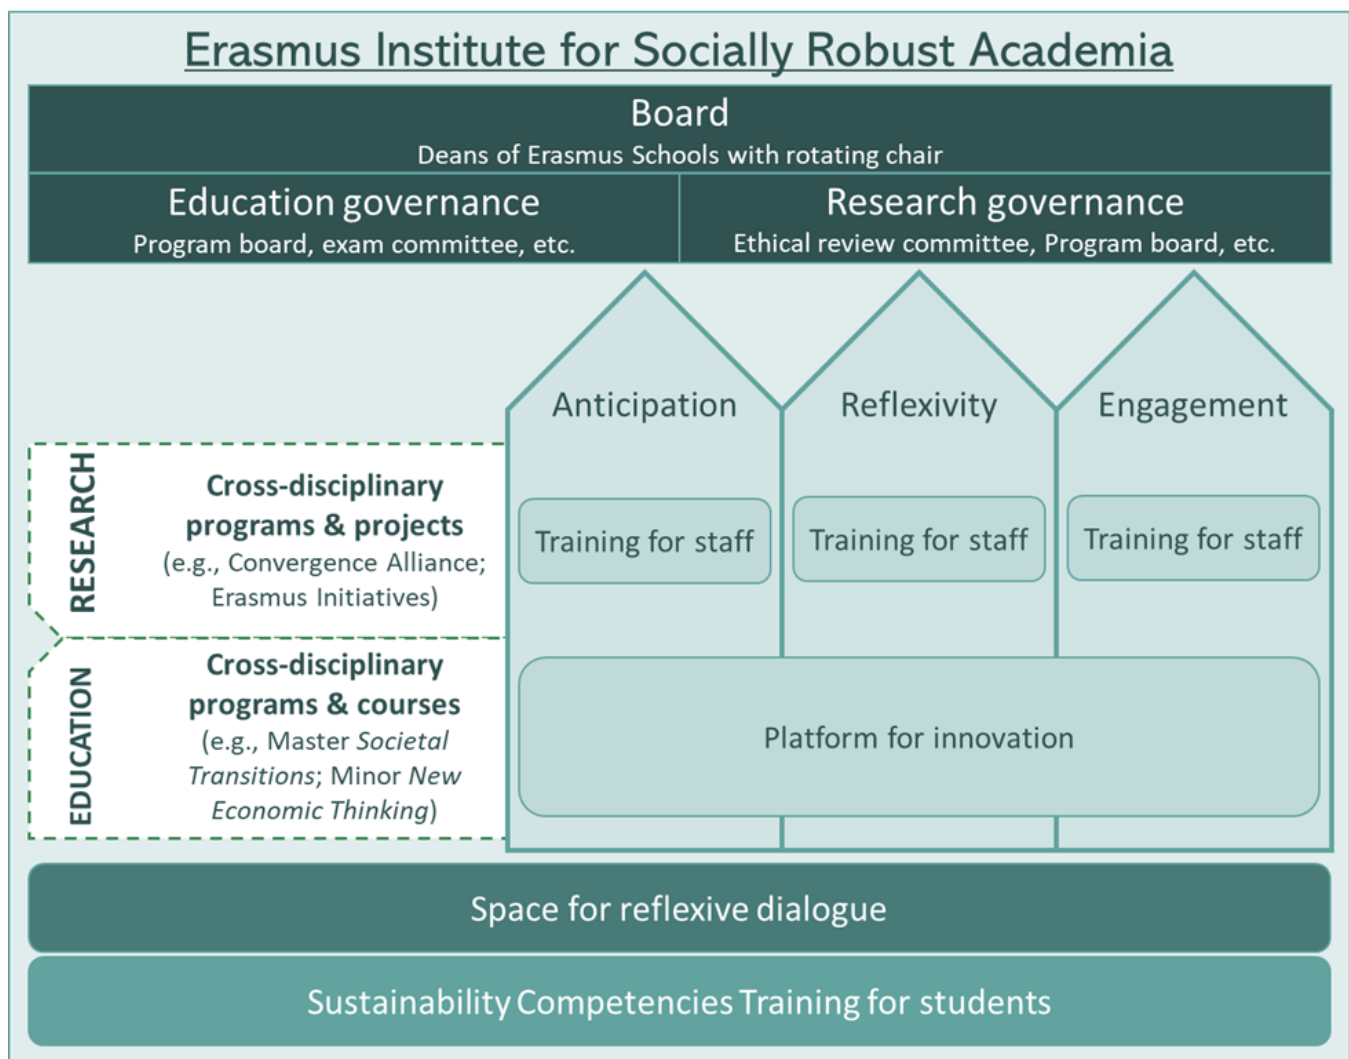 Erasmus Institute for Socially Robust Academia
Board
Deans of Erasmus Schools with rotating chair
Education governance
Program board, exam committee, etc.
Research governance
Ethical review committee, Program board, etc.
Anticipation
Reflexivity
Engagement
RESEARCH
Cross-disciplinary
programs & projects
(e.g., Convergence Alliance;
Erasmus Initiatives)
Training for staff
Training for staff
Training for staff
EDUCATION
Cross-disciplinary
programs & courses
(e.g., Master Societal
Transitions; Minor New
Economic Thinking)
Platform for innovation
Space for reflexive dialogue
Sustainability Competencies Training for students